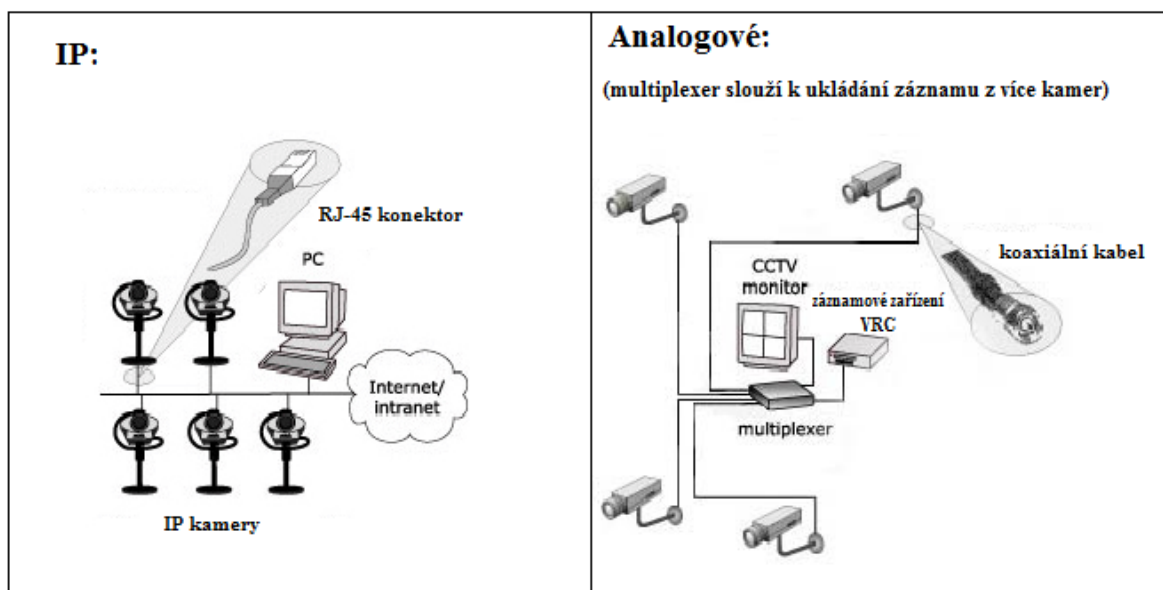 IP:
RJ-45 konektor
PC
Internet/
intranet
IP kamery
Analogové:
(multiplexer slouží k ukládání záznamu z více kamer)
koaxiální kabel
CCTV
monitor
záznamové zařízení
VRC
multiplexer